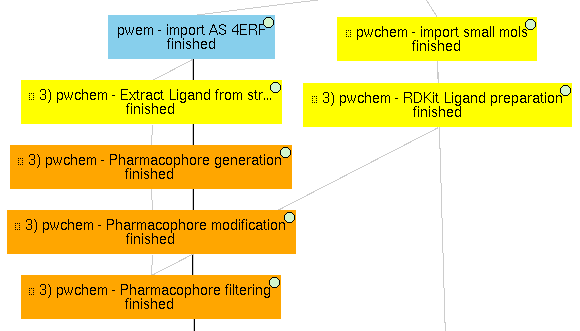 pwem - import AS 4ERF
finished
pwchem - import small mols
finished
3) pwchem - Extract Ligand from str...
finished
3) pwchem - RDKit Ligand preparation
finished
3) pwchem - Pharmacophore generation
finished
3) pwchem - Pharmacophore modification
finished
3) pwchem - Pharmacophore filtering
finished